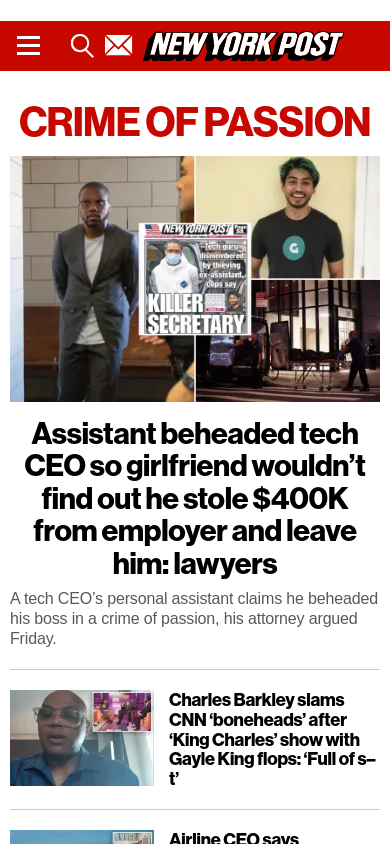 NEW YORK POST
CRIME OF PASSION
NEW YORK POST
Tech guru
dismembered
by thieving
ex-assistant,
cops say
KILLER
SECRETARY
G
Assistant beheaded tech
CEO so girlfriend wouldn’t
find out he stole $400K
from employer and leave
him: lawyers
A tech CEO’s personal assistant claims he beheaded
his boss in a crime of passion, his attorney argued
Friday.
Charles Barkley slams
CNN ‘boneheads’ after
‘King Charles’ show with
Gayle King flops: ‘Full of s–
t’
Airline CEO says